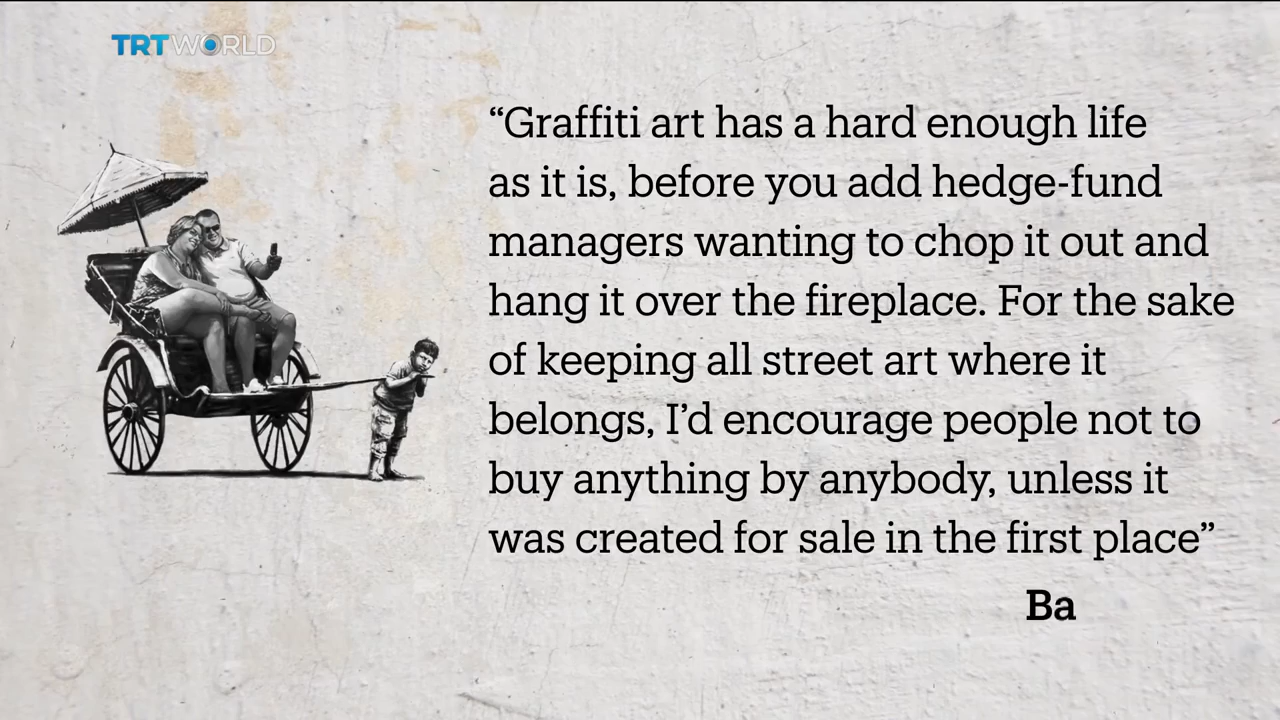 TRT WORLD
“Graffiti art has a hard enough life
as it is, before you add hedge-fund
managers wanting to chop it out and
hang it over the fireplace. For the sake
of keeping all street art where it
belongs, I’d encourage people not to
buy anything by anybody, unless it
was created for sale in the first place”
Ba